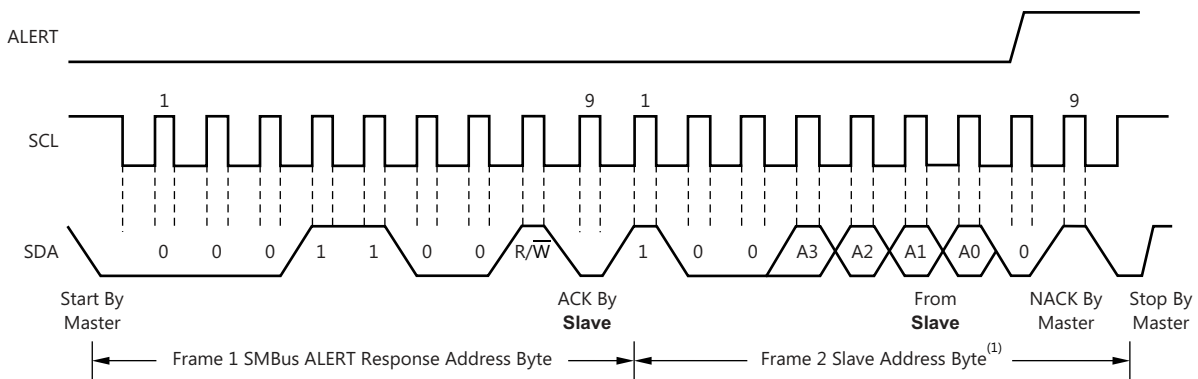 ALERT
1 9 1 9
SCL
SDA 0 0 0 1 1 0 0 R/W̅ 1 0 0 A3 A2 A1 A0 0
Start By ACK By From NACK By Stop By
Master Slave Slave Master Master
Frame 1 SMBus ALERT Response Address Byte Frame 2 Slave Address Byte(1)